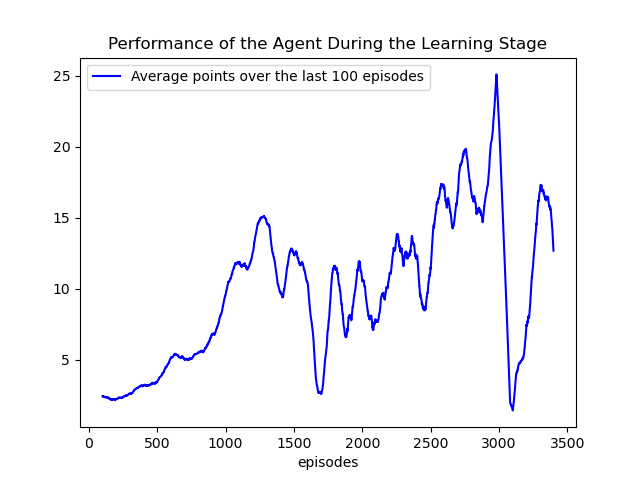 Performance of the Agent During the Learning Stage
Average points over the last 100 episodes
25
20
15
10
5
0 500 1000 1500 2000 2500 3000 3500
episodes